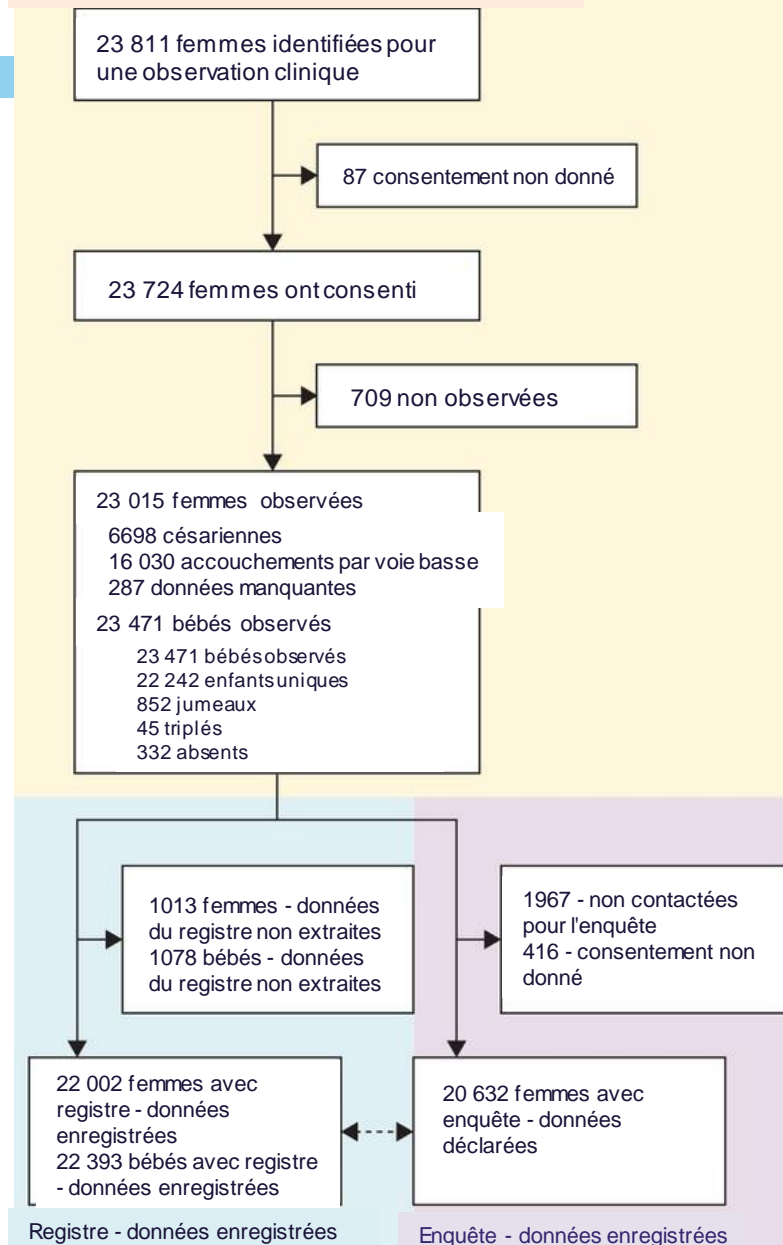 23 811 femmes identifiées pour
une observation clinique
87 consentement non donné
23 724 femmes ont consenti
709 non observées
23 015 femmes observées
6698 césariennes
16 030 accouchements par voie basse
287 données manquantes
23 471 bébés observés
23 471 bébés observés
22 242 enfants uniques
852 jumeaux
45 triplés
332 absents
1013 femmes - données
du registre non extraites
1078 bébés - données
du registre non extraites
1967 - non contactées
pour l'enquête
416 - consentement non
donné
22 002 femmes avec
registre - données
enregistrées
22 393 bébés avec registre
- données enregistrées
20 632 femmes avec
enquête - données
déclarées
Registre - données enregistrées
Enquête - données enregistrées